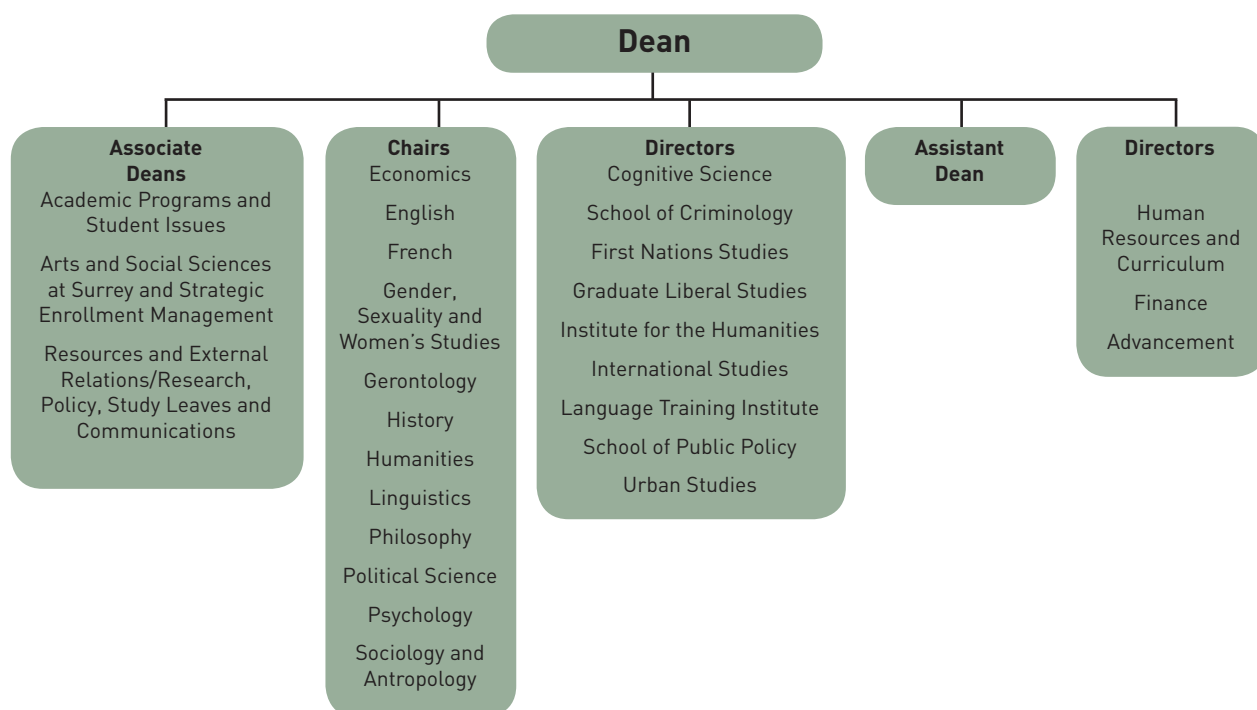 Dean
Associate
Deans
Academic Programs and
Student Issues
Arts and Social Sciences
at Surrey and Strategic
Enrollment Management
Resources and External
Relations/Research,
Policy, Study Leaves and
Communications
Chairs
Economics
English
French
Gender,
Sexuality and
Women’s Studies
Gerontology
History
Humanities
Linguistics
Philosophy
Political Science
Psychology
Sociology and
Antropology
Directors
Cognitive Science
School of Criminology
First Nations Studies
Graduate Liberal Studies
Institute for the Humanities
International Studies
Language Training Institute
School of Public Policy
Urban Studies
Assistant
Dean
Directors
Human
Resources and
Curriculum
Finance
Advancement